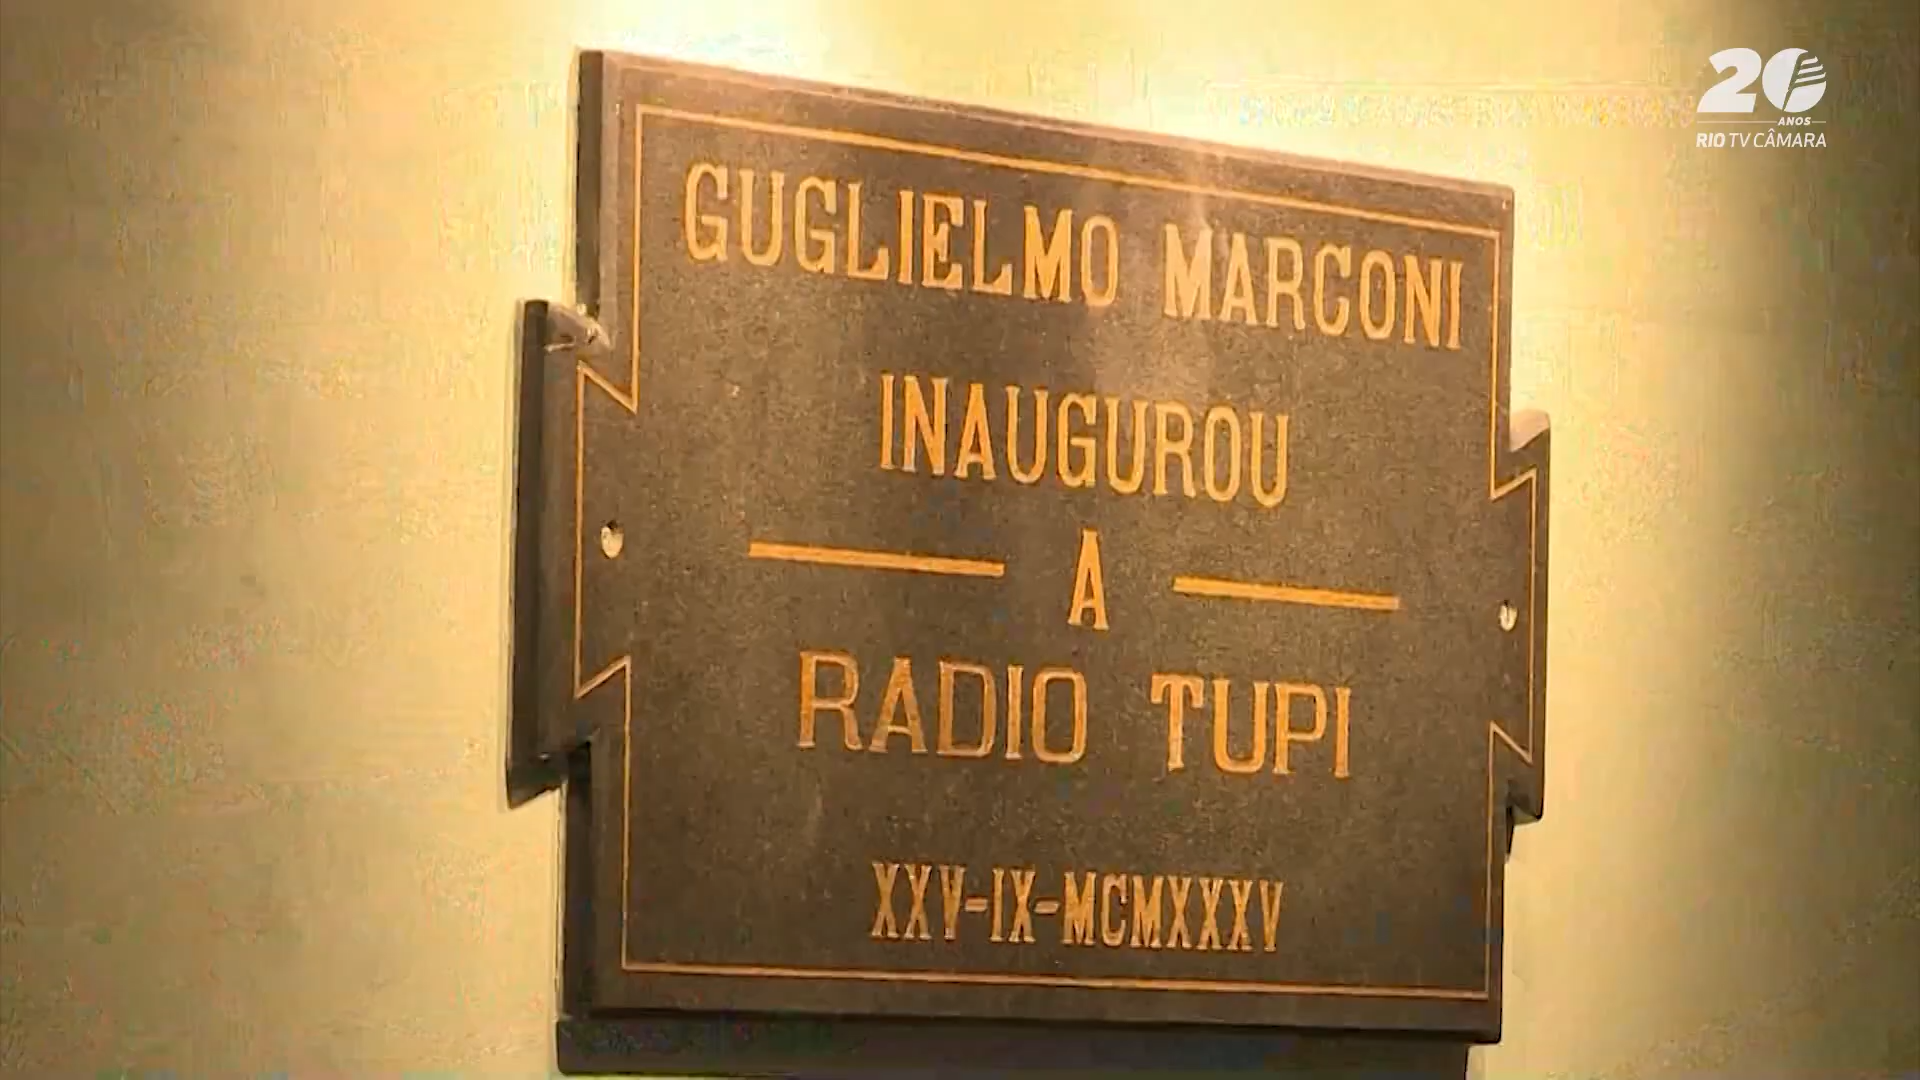 20
ANOS
RIO TV CÂMARA
GUGLIELMO MARCONI
INAUGUROU
A
RADIO TUPI
XXV-IX-MCMXXXV